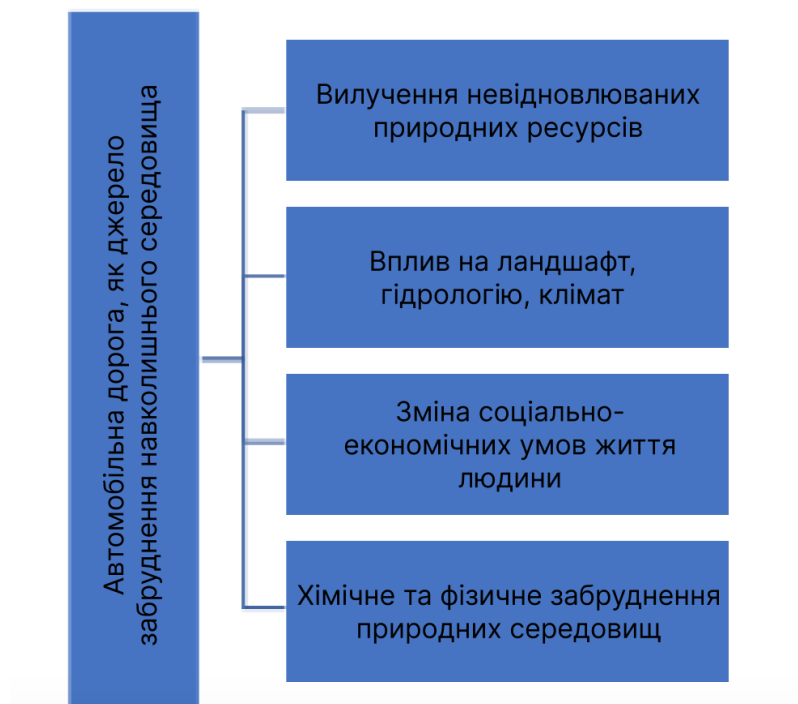 Автомобільна дорога, як джерело
забруднення навколишнього середовища
Вилучення невідновлюваних
природних ресурсів
Вплив на ландшафт,
гідрологію, клімат
Зміна соціально-
економічних умов життя
людини
Хімічне та фізичне забруднення
природних середовищ